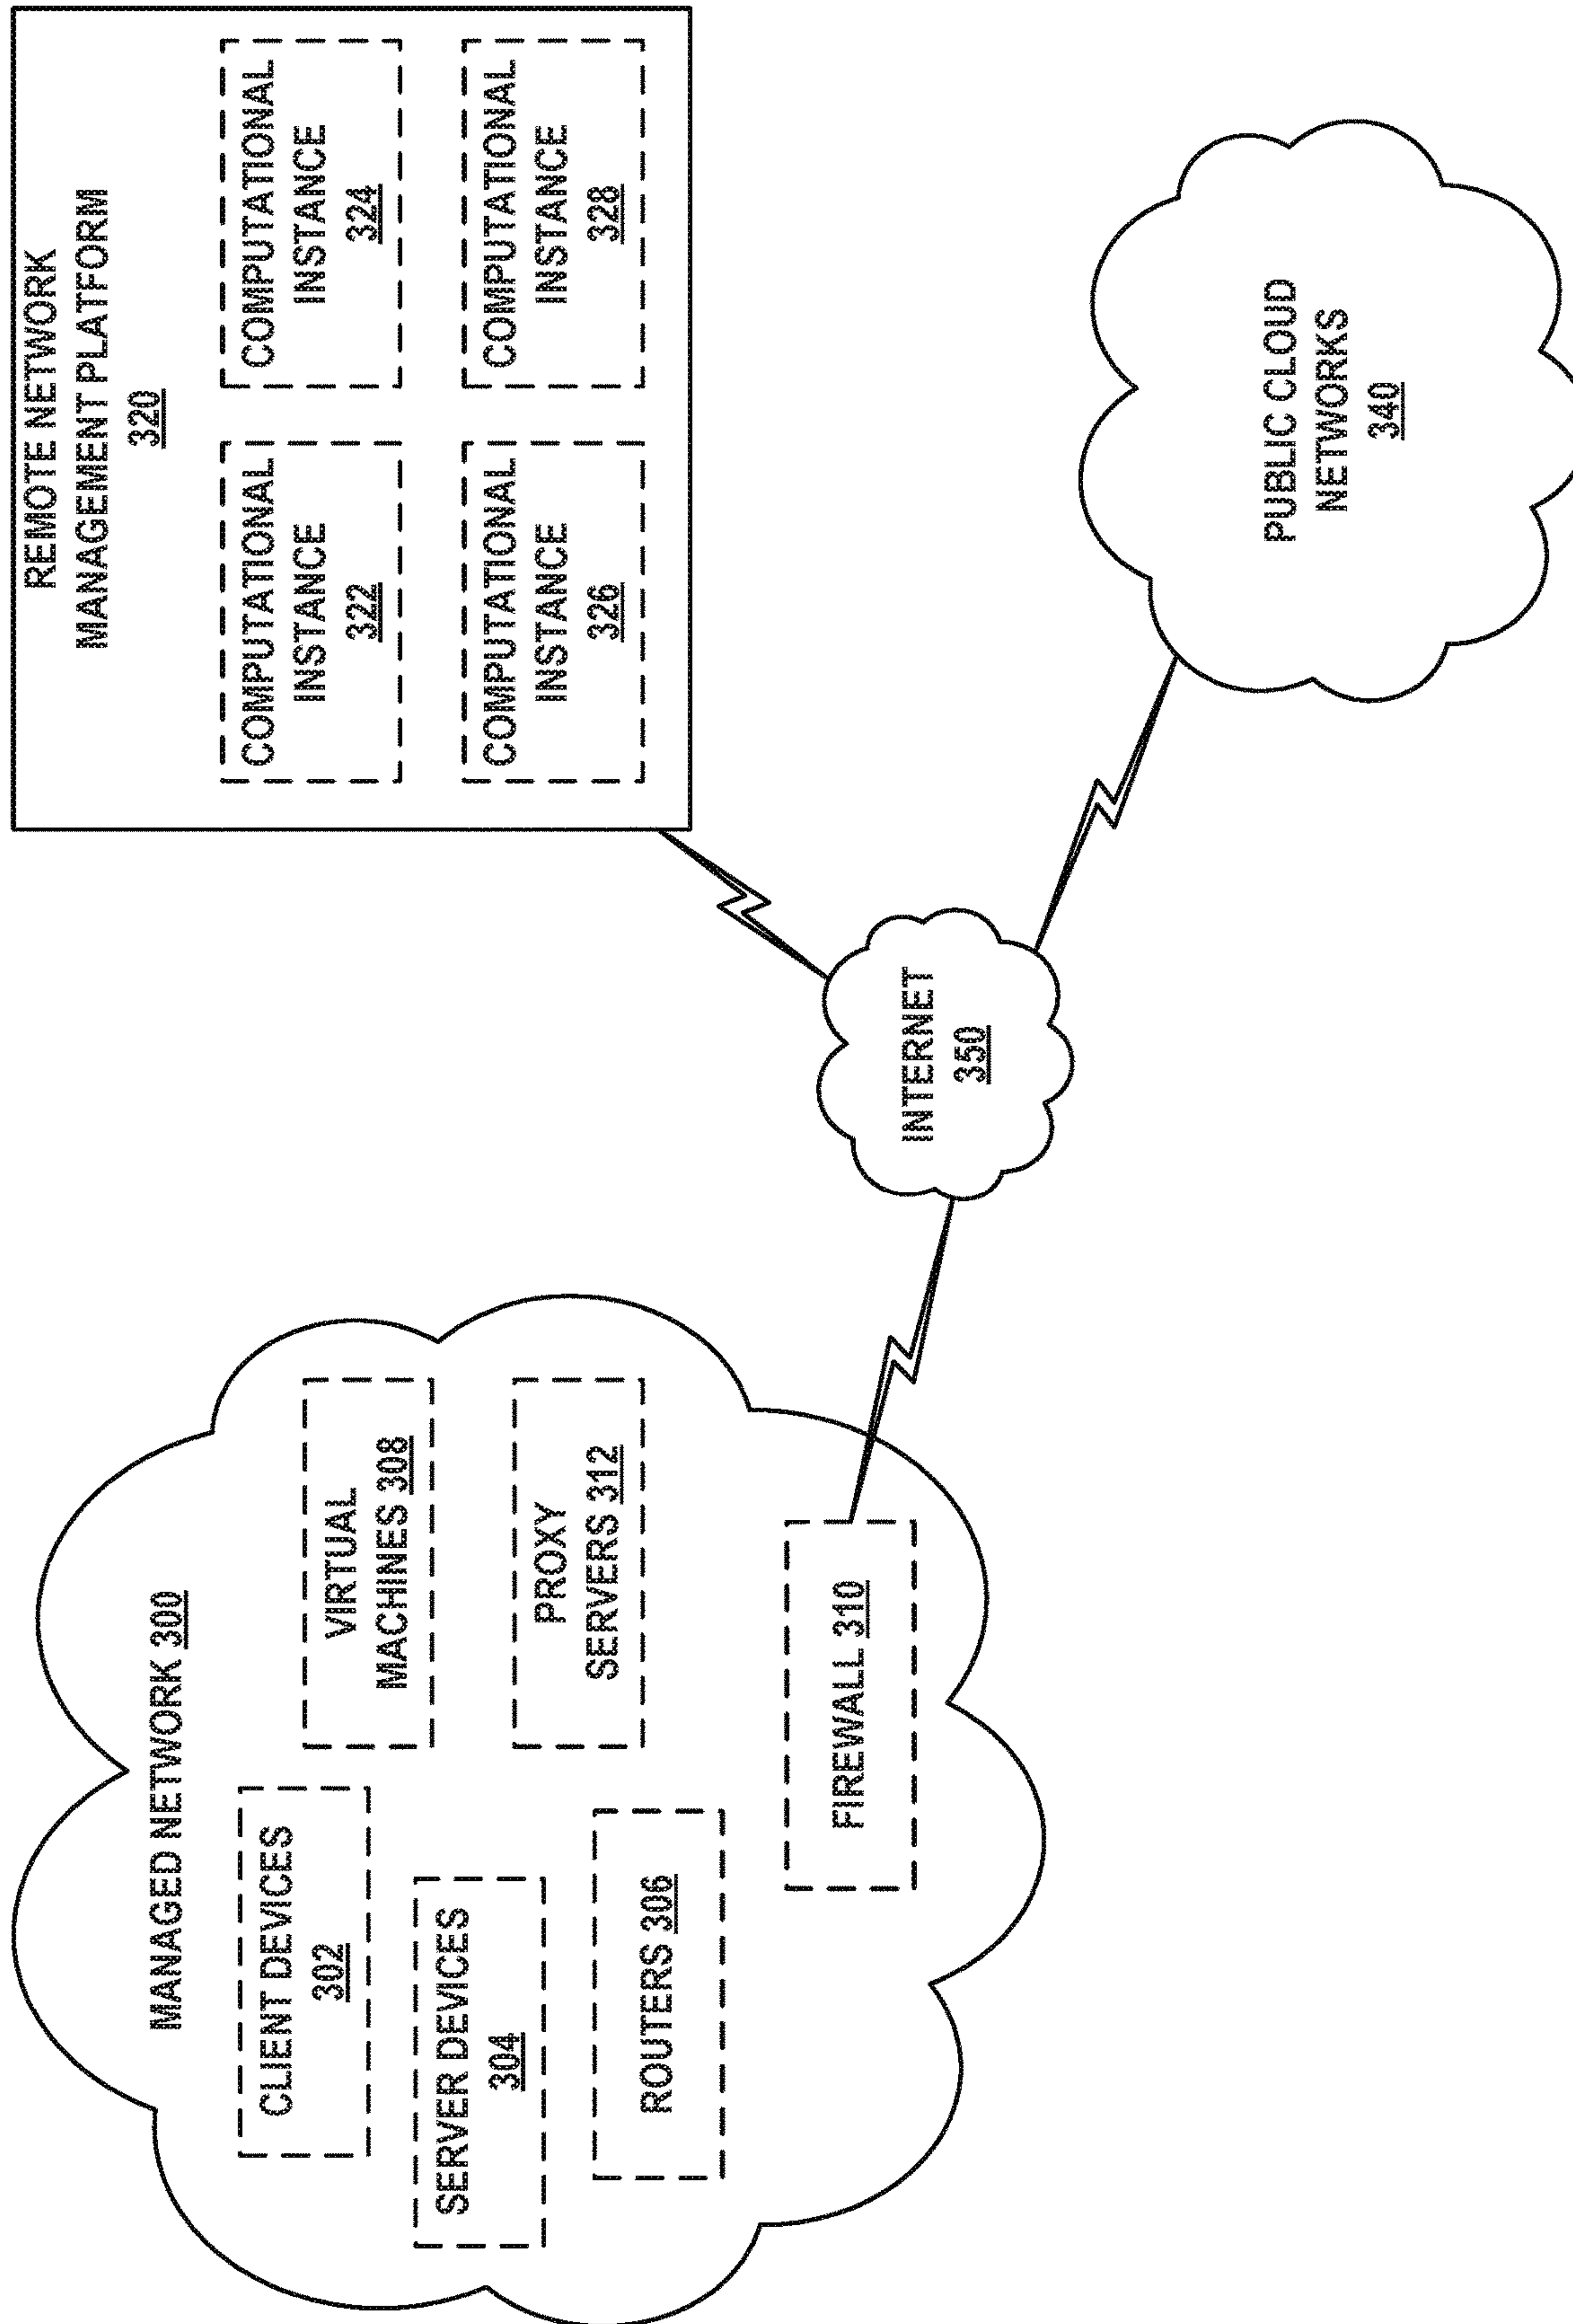 MANAGED NETWORK 300
CLIENT DEVICES
302
SERVER DEVICES
304
ROUTERS 306
VIRTUAL
MACHINES 308
PROXY
SERVERS 312
FIREWALL 310
INTERNET
350
REMOTE NETWORK
MANAGEMENT PLATFORM
320
COMPUTATIONAL
INSTANCE
322
COMPUTATIONAL
INSTANCE
324
COMPUTATIONAL
INSTANCE
326
COMPUTATIONAL
INSTANCE
328
PUBLIC CLOUD
NETWORKS
340